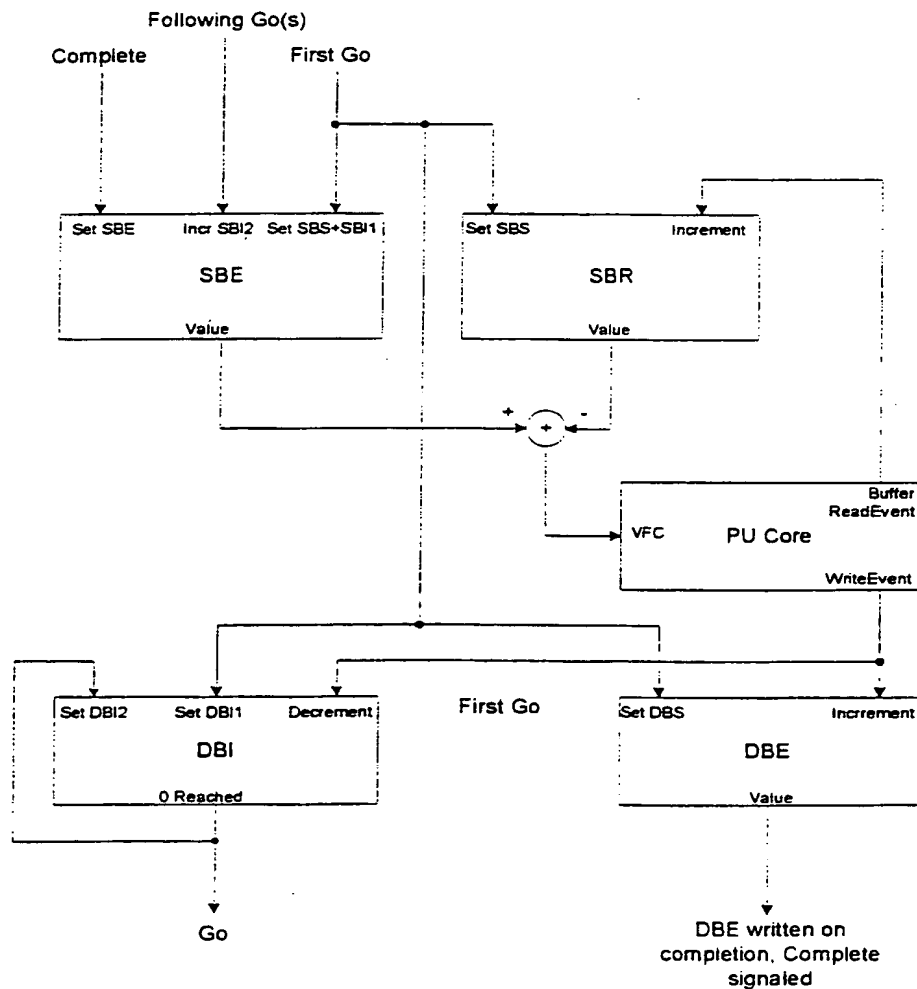 Following Go(s)
Complete
First Go
Set SBE
Incr SBI2
Set SBS+SBI1
SBE
Value
Set SBS
Increment
SBR
Value
+
-
+
Buffer
ReadEvent
VFC
PU Core
WriteEvent
Set DBI2
Set DBI1
Decrement
DBI
0 Reached
First Go
Set DBS
Incrrement
DBE
Value
Go
DBE written on
completion, Complete
signaled